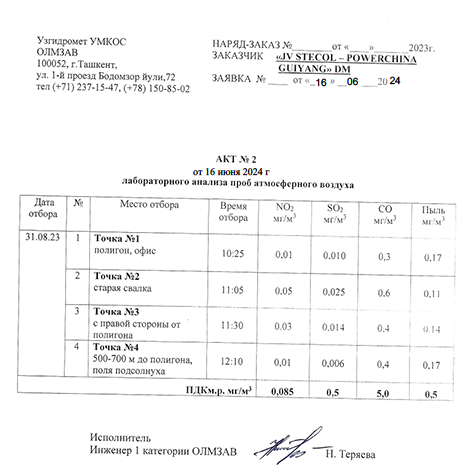 Узгидромет УМКОС
ОЛМЗАВ
100052, г.Ташкент,
ул. 1-й проезд Бодомзор йули,72
тел (+71) 237-15-47, (+78) 150-85-02
НАРЯД-ЗАКАЗ №________ от «____»_______2023г.
ЗАКАЗЧИК «JV STECOL – POWERCHINA
GUIYANG» DM
ЗАЯВКА № ____ от «_16_» __06 ___2024
АКТ № 2
от 16 июня 2024 г
лабораторного анализа проб атмосферного воздуха
Дата отбора № Место отбора Время отбора NO₂ мг/м³ SO₂ мг/м³ CO мг/м³ Пыль мг/м³
31.08.23 1 Точка №1
полигон, офис 10:25 0,01 0.010 0,3 0,17
2 Точка №2
старая свалка 11:05 0,05 0,025 0,6 0,11
3 Точка №3
с правой стороны от полигона 11:30 0,03 0.014 0,4 0.14
4 Точка №4
500-700 м до полигона, поля подсолнуха 12:10 0,01 0,006 0,4 0,17
ПДКм.р. мг/м³ 0,085 0,5 5,0 0,5
Исполнитель
Инженер 1 категории ОЛМЗАВ Н. Теряева